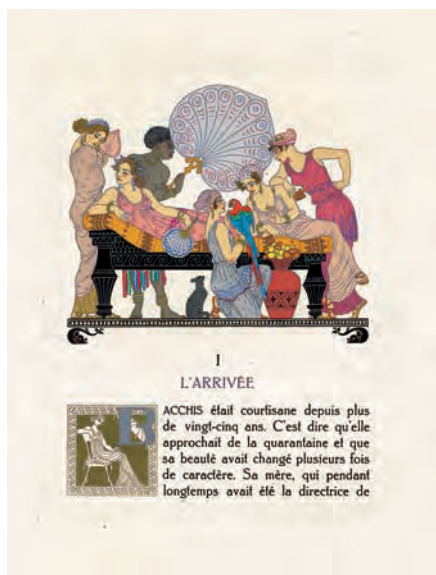 I
L'ARRIVÉE
BACCHIS était courtisane depuis plus
de vingt-cinq ans. C'est dire qu'elle
approchait de la quarantaine et que
sa beauté avait changé plusieurs fois
de caractère. Sa mère, qui pendant
longtemps avait été la directrice de